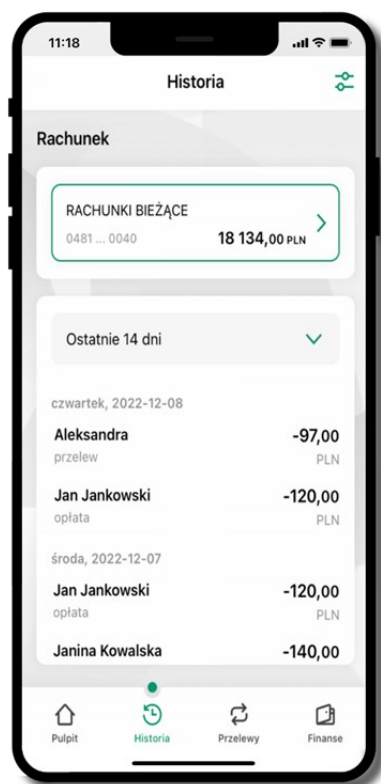 11:18
Historia
Rachunek
RACHUNKI BIEŻĄCE
0481 ... 0040
18 134,00 PLN
Ostatnie 14 dni
czwartek, 2022-12-08
Aleksandra -97,00
przelew PLN
Jan Jankowski -120,00
opłata PLN
środa, 2022-12-07
Jan Jankowski -120,00
opłata PLN
Janina Kowalska -140,00
Pulpit Historia Przelewy Finanse